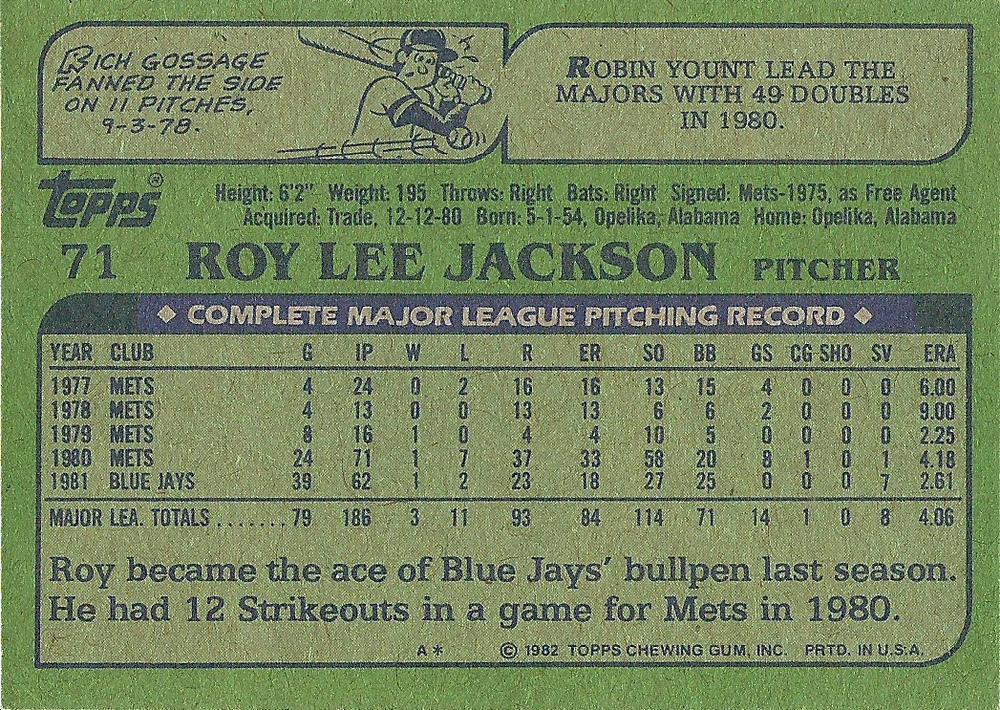 RICH GOSSAGE
FANNED THE SIDE
ON 11 PITCHES,
9-3-78.
ROBIN YOUNT LEAD THE
MAJORS WITH 49 DOUBLES
IN 1980.
Topps®
Height: 6'2" Weight: 195 Throws: Right Bats: Right Signed: Mets-1975, as Free Agent
Acquired: Trade, 12-12-80 Born: 5-1-54, Opelika, Alabama Home: Opelika, Alabama
71 ROY LEE JACKSON PITCHER
◆ COMPLETE MAJOR LEAGUE PITCHING RECORD ◆
YEAR CLUB G IP W L R ER SO BB GS CG SHO SV ERA
1977 METS 4 24 0 2 16 16 13 15 4 0 0 0 6.00
1978 METS 4 13 0 0 13 13 6 6 2 0 0 0 9.00
1979 METS 8 16 1 0 4 4 10 5 0 0 0 0 2.25
1980 METS 24 71 1 7 37 33 58 20 8 1 0 1 4.18
1981 BLUE JAYS 39 62 1 2 23 18 27 25 0 0 0 7 2.61
MAJOR LEA. TOTALS.......79 186 3 11 93 84 114 71 14 1 0 8 4.06
Roy became the ace of Blue Jays' bullpen last season.
He had 12 Strikeouts in a game for Mets in 1980.
A* © 1982 TOPPS CHEWING GUM, INC. PRTD. IN U.S.A.